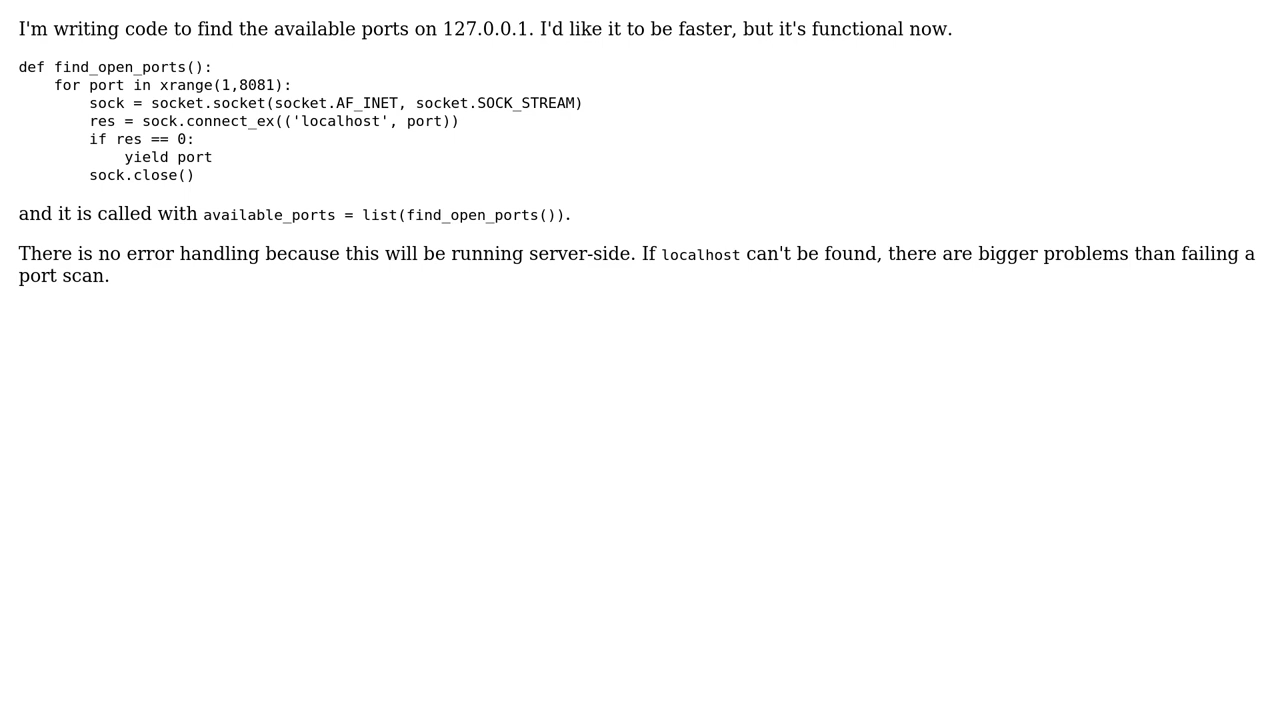 I'm writing code to find the available ports on 127.0.0.1. I'd like it to be faster, but it's functional now.
def find_open_ports():
    for port in xrange(1,8081):
        sock = socket.socket(socket.AF_INET, socket.SOCK_STREAM)
        res = sock.connect_ex(('localhost', port))
        if res == 0:
            yield port
        sock.close()
and it is called with available_ports = list(find_open_ports()).
There is no error handling because this will be running server-side. If localhost can't be found, there are bigger problems than failing a
port scan.